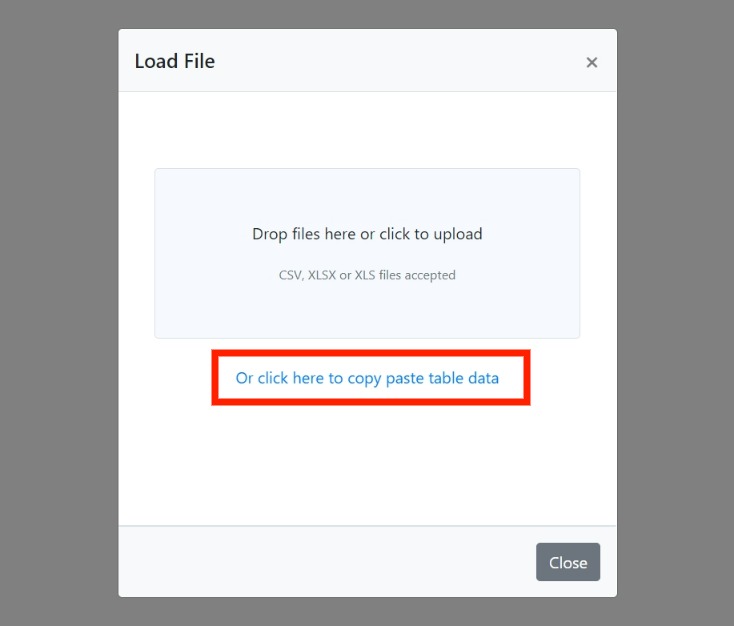 Load File
×
Drop files here or click to upload
CSV, XLSX or XLS files accepted
Or click here to copy paste table data
Close